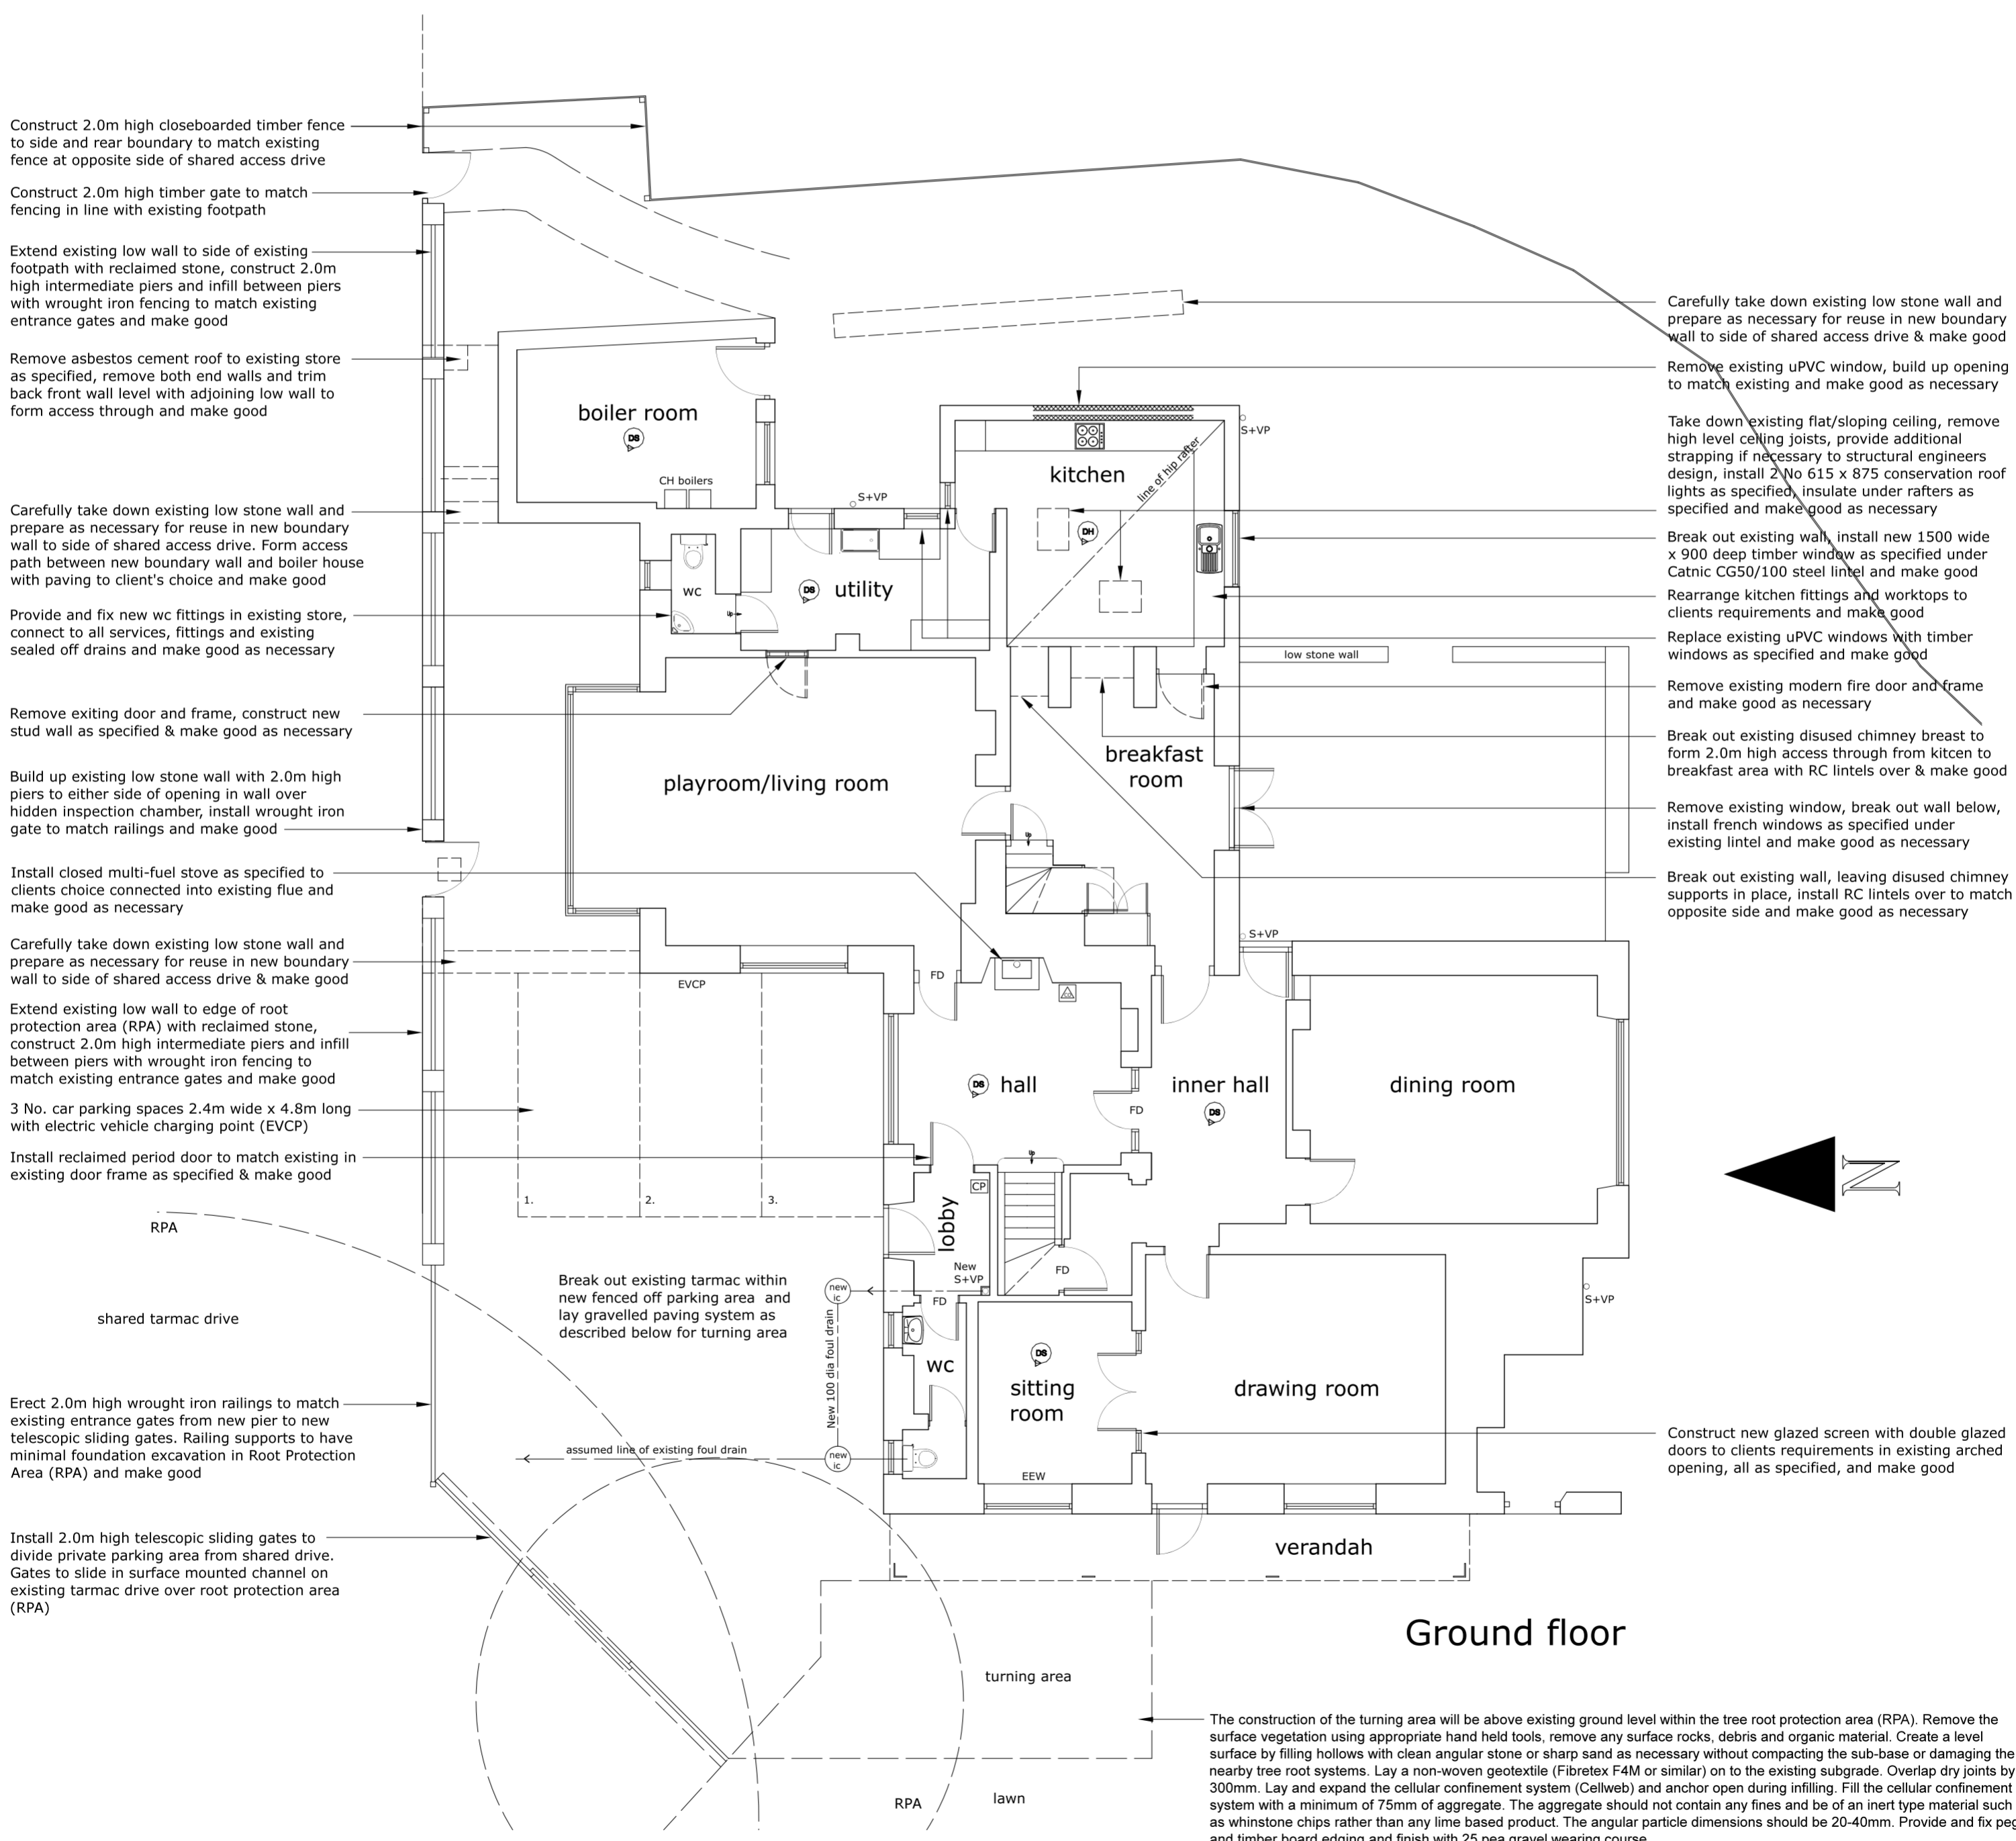 Construct 2.0m high closeboarded timber fence
to side and rear boundary to match existing
fence at opposite side of shared access drive
Construct 2.0m high timber gate to match
fencing in line with existing footpath
Extend existing low wall to side of existing
footpath with reclaimed stone, construct 2.0m
high intermediate piers and infill between piers
with wrought iron fencing to match existing
entrance gates and make good
Remove asbestos cement roof to existing store
as specified, remove both end walls and trim
back front wall level with adjoining low wall to
form access through and make good
Carefully take down existing low stone wall and
prepare as necessary for reuse in new boundary
wall to side of shared access drive. Form access
path between new boundary wall and boiler house
with paving to client's choice and make good
Provide and fix new wc fittings in existing store,
connect to all services, fittings and existing
sealed off drains and make good as necessary
Remove exiting door and frame, construct new
stud wall as specified & make good as necessary
Build up existing low stone wall with 2.0m high
piers to either side of opening in wall over
hidden inspection chamber, install wrought iron
gate to match railings and make good
Install closed multi-fuel stove as specified to
clients choice connected into existing flue and
make good as necessary
Carefully take down existing low stone wall and
prepare as necessary for reuse in new boundary
wall to side of shared access drive & make good
Extend existing low wall to edge of root
protection area (RPA) with reclaimed stone,
construct 2.0m high intermediate piers and infill
between piers with wrought iron fencing to
match existing entrance gates and make good
3 No. car parking spaces 2.4m wide x 4.8m long
with electric vehicle charging point (EVCP)
Install reclaimed period door to match existing in
existing door frame as specified & make good
RPA
shared tarmac drive
Erect 2.0m high wrought iron railings to match
existing entrance gates from new pier to new
telescopic sliding gates. Railing supports to have
minimal foundation excavation in Root Protection
Area (RPA) and make good
Install 2.0m high telescopic sliding gates to
divide private parking area from shared drive.
Gates to slide in surface mounted channel on
existing tarmac drive over root protection area
(RPA)
boiler room
DS
CH boilers
S+VP
kitchen
line of hip rafter
DH
S+VP
wc
up
DS
utility
low stone wall
playroom/living room
breakfast
room
up
S+VP
FD
EVCP
DS
hall
FD
inner hall
DS
dining room
N
1.
2.
3.
up
CP
lobby
New
S+VP
FD
FD
Break out existing tarmac within
new fenced off parking area and
lay gravelled paving system as
described below for turning area
new
ic
New 100 dia foul drain
assumed line of existing foul drain
new
ic
wc
DS
sitting
room
EEW
drawing room
S+VP
verandah
Ground floor
turning area
RPA
lawn
Carefully take down existing low stone wall and
prepare as necessary for reuse in new boundary
wall to side of shared access drive & make good
Remove existing uPVC window, build up opening
to match existing and make good as necessary
Take down existing flat/sloping ceiling, remove
high level ceiling joists, provide additional
strapping if necessary to structural engineers
design, install 2 No 615 x 875 conservation roof
lights as specified, insulate under rafters as
specified and make good as necessary
Break out existing wall, install new 1500 wide
x 900 deep timber window as specified under
Catnic CG50/100 steel lintel and make good
Rearrange kitchen fittings and worktops to
clients requirements and make good
Replace existing uPVC windows with timber
windows as specified and make good
Remove existing modern fire door and frame
and make good as necessary
Break out existing disused chimney breast to
form 2.0m high access through from kitcen to
breakfast area with RC lintels over & make good
Remove existing window, break out wall below,
install french windows as specified under
existing lintel and make good as necessary
Break out existing wall, leaving disused chimney
supports in place, install RC lintels over to match
opposite side and make good as necessary
Construct new glazed screen with double glazed
doors to clients requirements in existing arched
opening, all as specified, and make good
The construction of the turning area will be above existing ground level within the tree root protection area (RPA). Remove the
surface vegetation using appropriate hand held tools, remove any surface rocks, debris and organic material. Create a level
surface by filling hollows with clean angular stone or sharp sand as necessary without compacting the sub-base or damaging the
nearby tree root systems. Lay a non-woven geotextile (Fibretex F4M or similar) on to the existing subgrade. Overlap dry joints by
300mm. Lay and expand the cellular confinement system (Cellweb) and anchor open during infilling. Fill the cellular confinement
system with a minimum of 75mm of aggregate. The aggregate should not contain any fines and be of an inert type material such
as whinstone chips rather than any lime based product. The angular particle dimensions should be 20-40mm. Provide and fix peg
and timber board edging and finish with 25 pea gravel wearing course